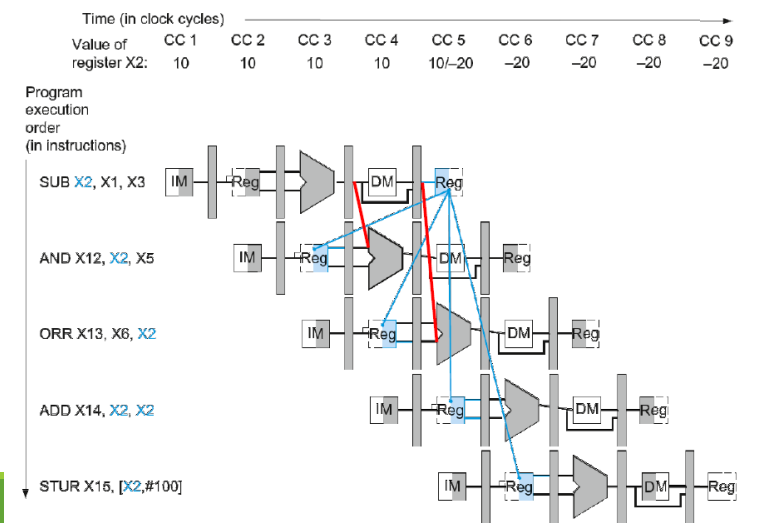 Time (in clock cycles)
Value of register X2:
CC 1 CC 2 CC 3 CC 4 CC 5 CC 6 CC 7 CC 8 CC 9
10 10 10 10 10/–20 –20 –20 –20 –20
Program
execution
order
(in instructions)
SUB X2, X1, X3
IM Reg DM Reg
AND X12, X2, X5
IM Reg DM Reg
ORR X13, X6, X2
IM Reg DM Reg
ADD X14, X2, X2
IM Reg DM Reg
STUR X15, [X2,#100]
IM Reg DM Reg